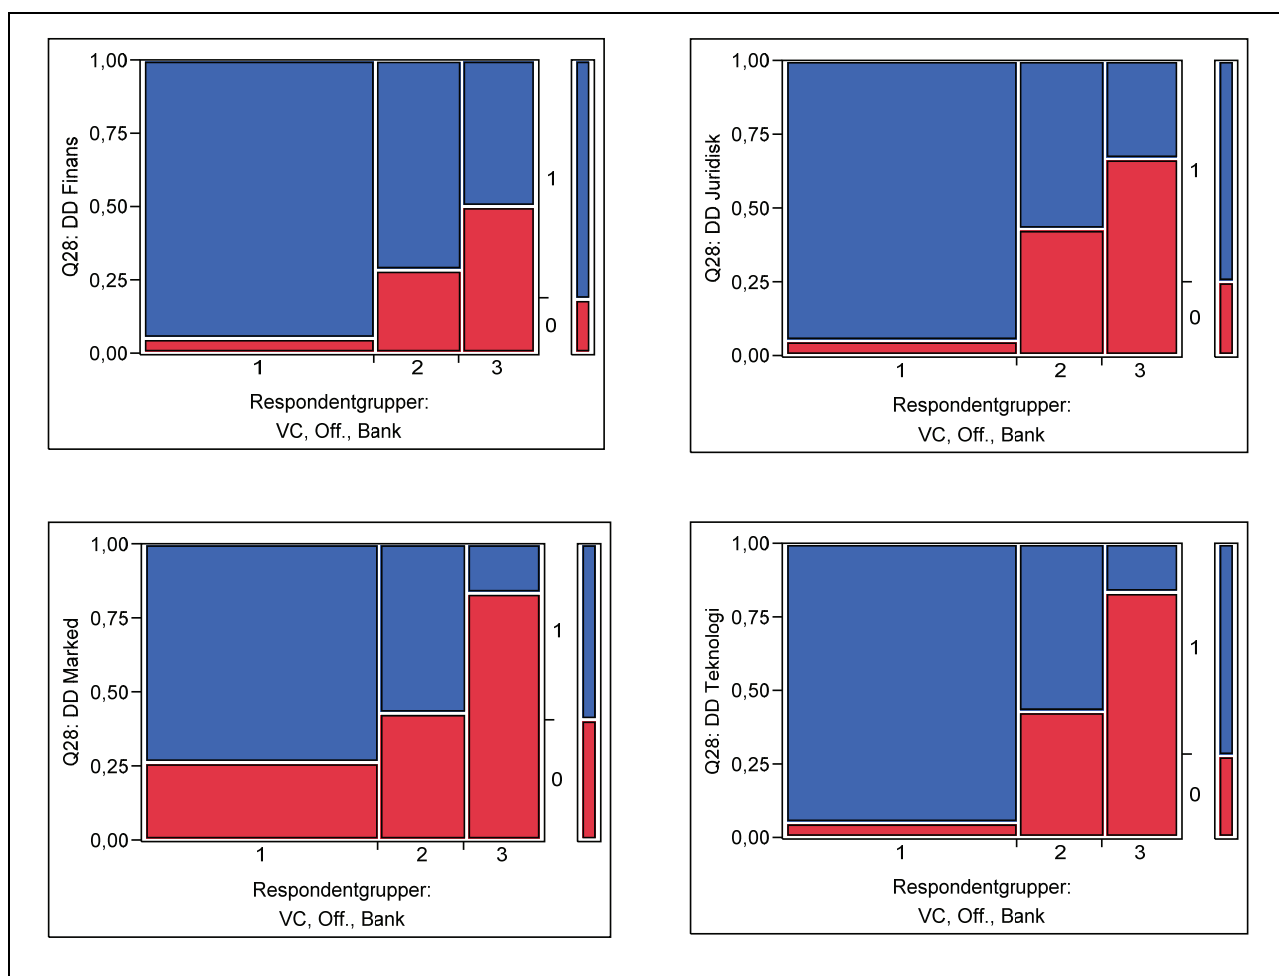 1,00
0,75
0,50
0,25
0,00
Q28: DD Finans
1
0
1 2 3
Respondentgrupper:
VC, Off., Bank
1,00
0,75
0,50
0,25
0,00
Q28: DD Juridisk
1
0
1 2 3
Respondentgrupper:
VC, Off., Bank
1,00
0,75
0,50
0,25
0,00
Q28: DD Marked
1
0
1 2 3
Respondentgrupper:
VC, Off., Bank
1,00
0,75
0,50
0,25
0,00
Q28: DD Teknologi
1
0
1 2 3
Respondentgrupper:
VC, Off., Bank